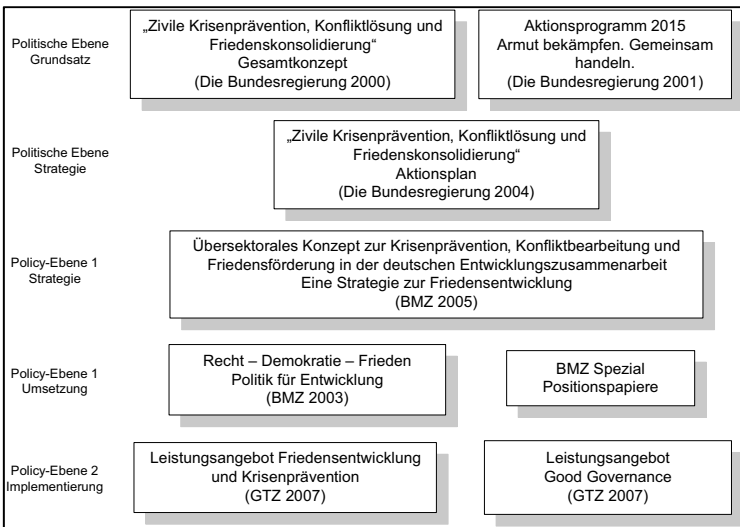 Politische Ebene
Grundsatz
„Zivile Krisenprävention, Konfliktlösung und
Friedenskonsolidierung“
Gesamtkonzept
(Die Bundesregierung 2000)
Aktionsprogramm 2015
Armut bekämpfen. Gemeinsam
handeln.
(Die Bundesregierung 2001)
Politische Ebene
Strategie
„Zivile Krisenprävention, Konfliktlösung und
Friedenskonsolidierung“
Aktionsplan
(Die Bundesregierung 2004)
Policy-Ebene 1
Strategie
Übersektorales Konzept zur Krisenprävention, Konfliktbearbeitung und
Friedensförderung in der deutschen Entwicklungszusammenarbeit
Eine Strategie zur Friedensentwicklung
(BMZ 2005)
Policy-Ebene 1
Umsetzung
Recht – Demokratie – Frieden
Politik für Entwicklung
(BMZ 2003)
BMZ Spezial
Positionspapiere
Policy-Ebene 2
Implementierung
Leistungsangebot Friedensentwicklung
und Krisenprävention
(GTZ 2007)
Leistungsangebot
Good Governance
(GTZ 2007)